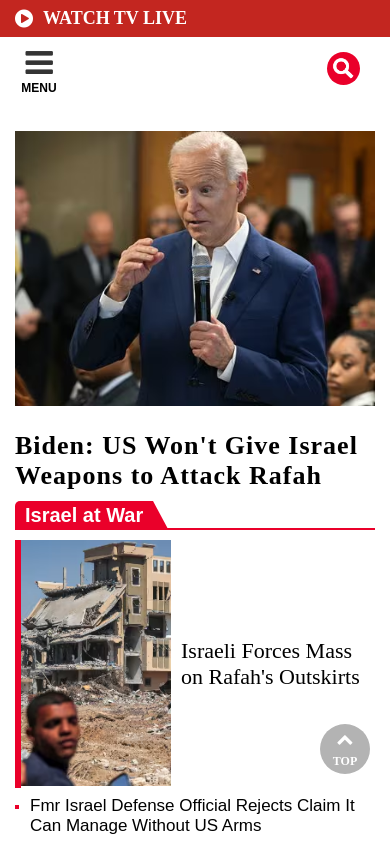 WATCH TV LIVE
MENU
Biden: US Won't Give Israel
Weapons to Attack Rafah
Israel at War
Israeli Forces Mass
on Rafah's Outskirts
TOP
Fmr Israel Defense Official Rejects Claim It
Can Manage Without US Arms